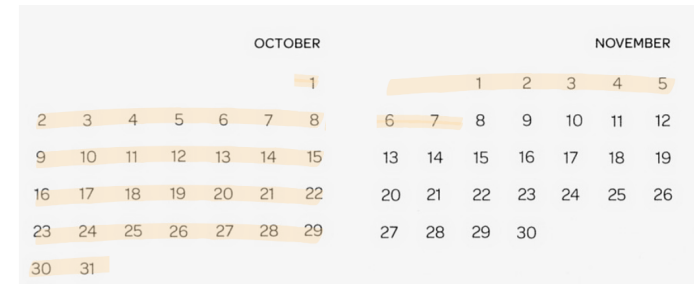 OCTOBER
1
2 3 4 5 6 7 8
9 10 11 12 13 14 15
16 17 18 19 20 21 22
23 24 25 26 27 28 29
30 31
NOVEMBER
1 2 3 4 5
6 7 8 9 10 11 12
13 14 15 16 17 18 19
20 21 22 23 24 25 26
27 28 29 30